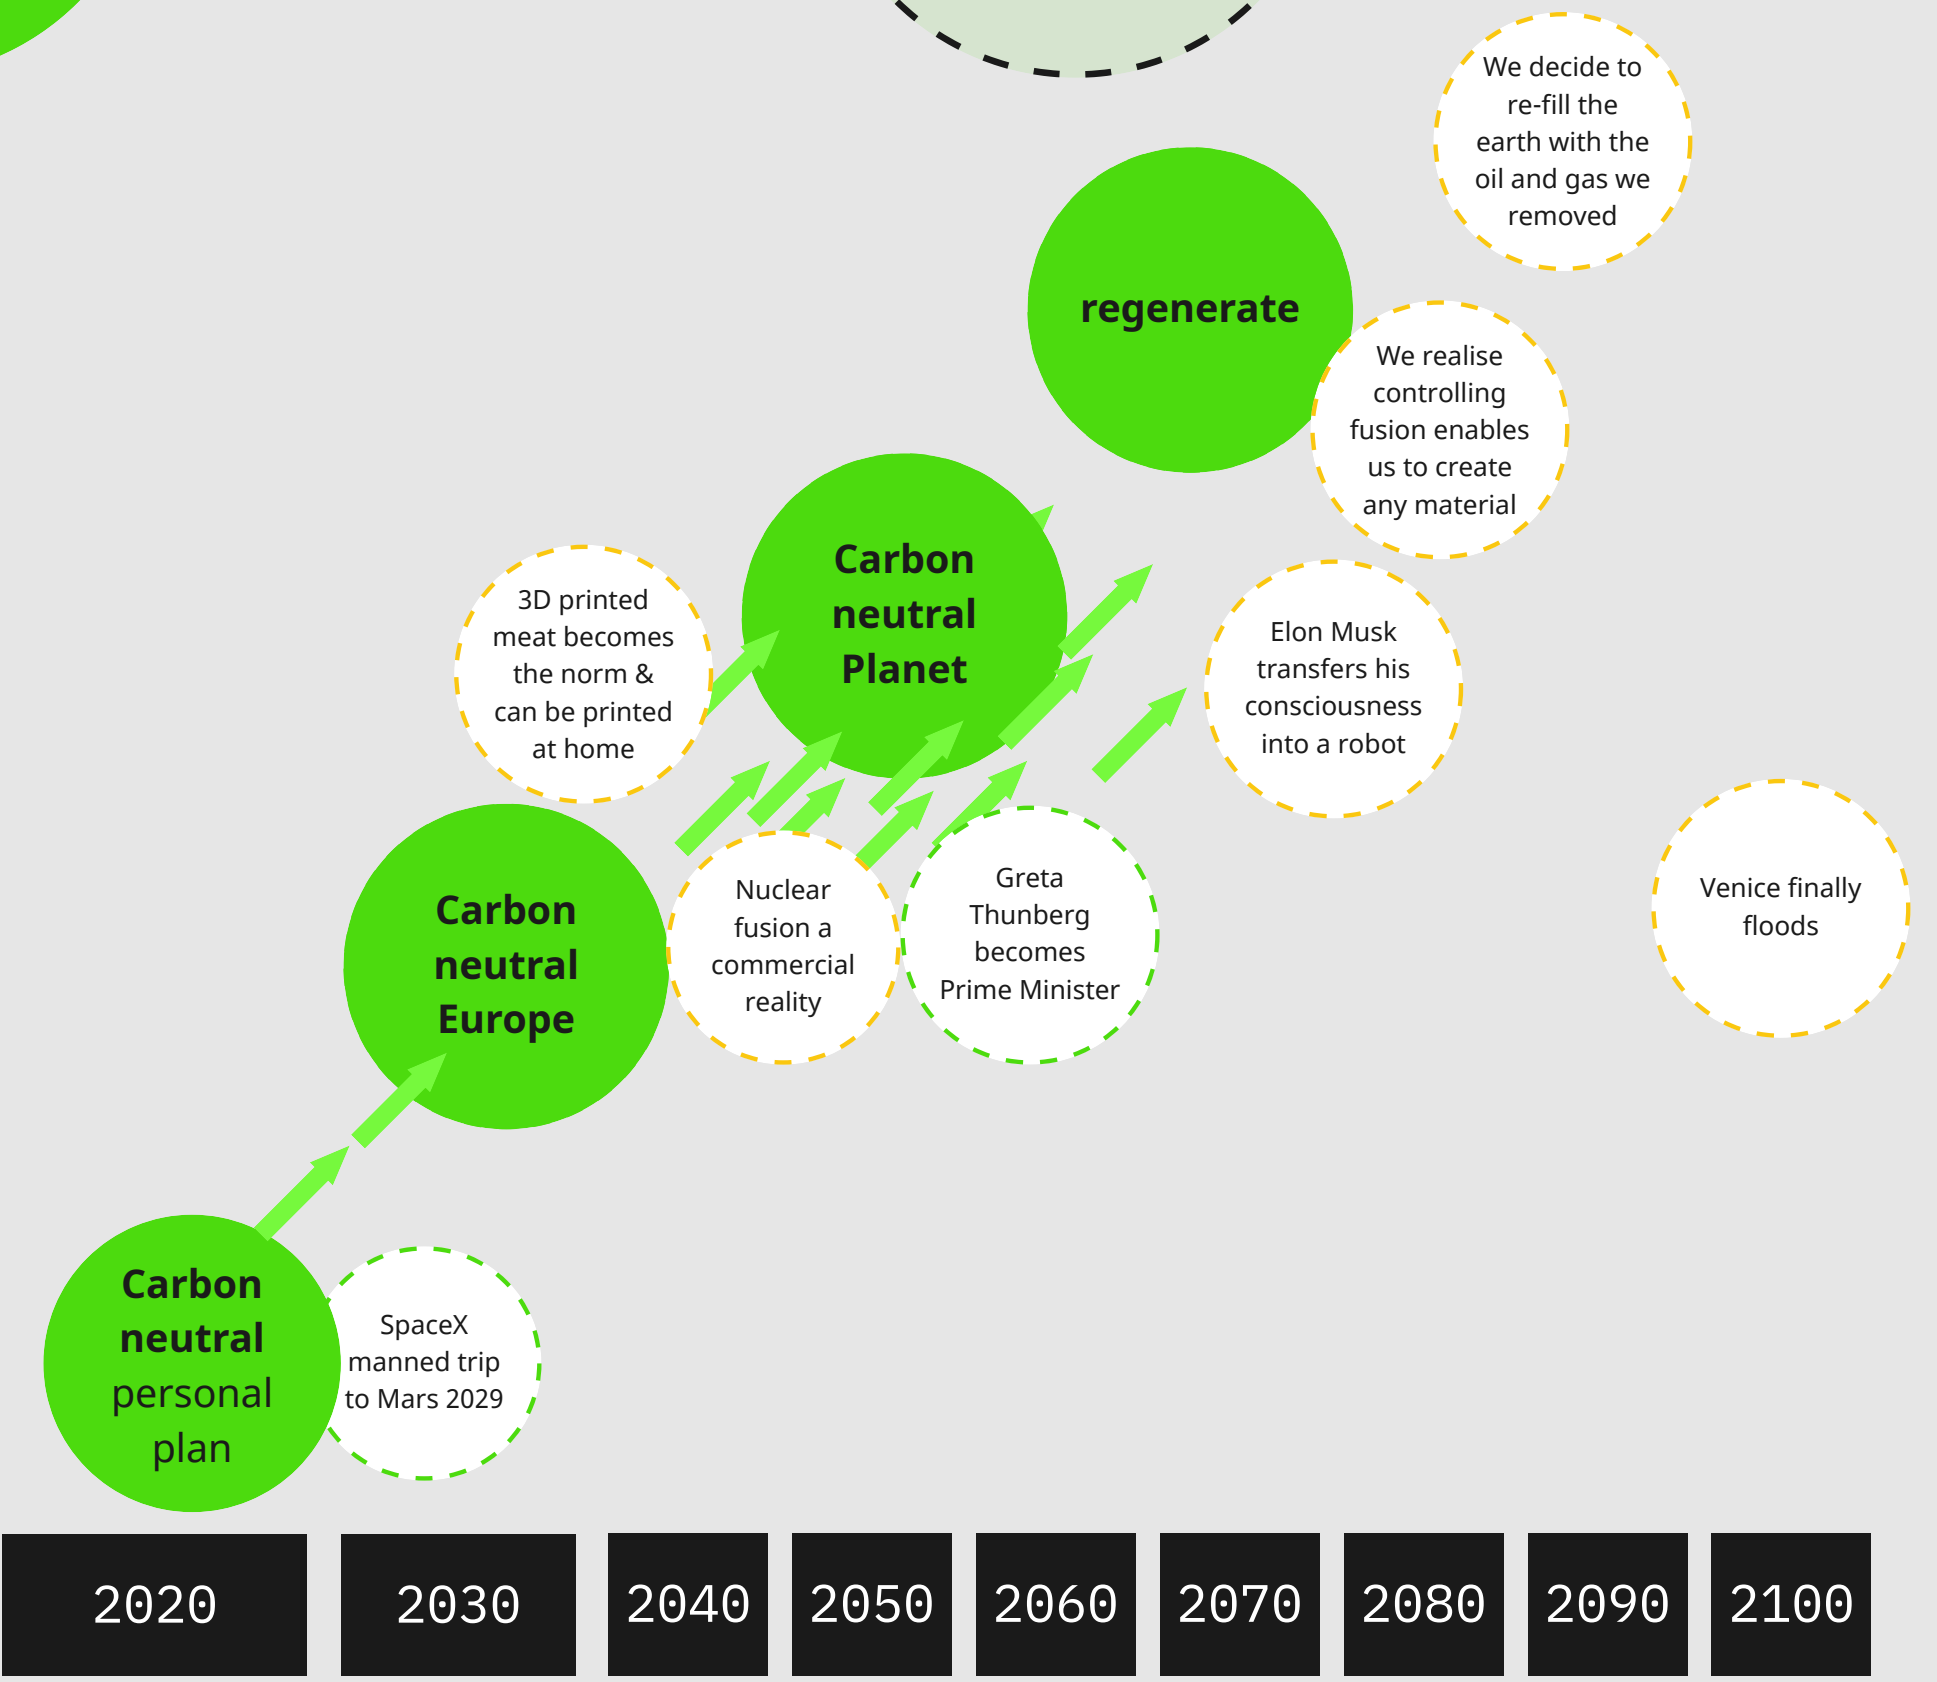 We decide to
re-fill the
earth with the
oil and gas we
removed
regenerate
We realise
controlling
fusion enables
us to create
any material
Carbon
neutral
Planet
3D printed
meat becomes
the norm &
can be printed
at home
Elon Musk
transfers his
consciousness
into a robot
Carbon
neutral
Europe
Nuclear
fusion a
commercial
reality
Greta
Thunberg
becomes
Prime Minister
Venice finally
floods
Carbon
neutral
personal
plan
SpaceX
manned trip
to Mars 2029
2020 2030 2040 2050 2060 2070 2080 2090 2100